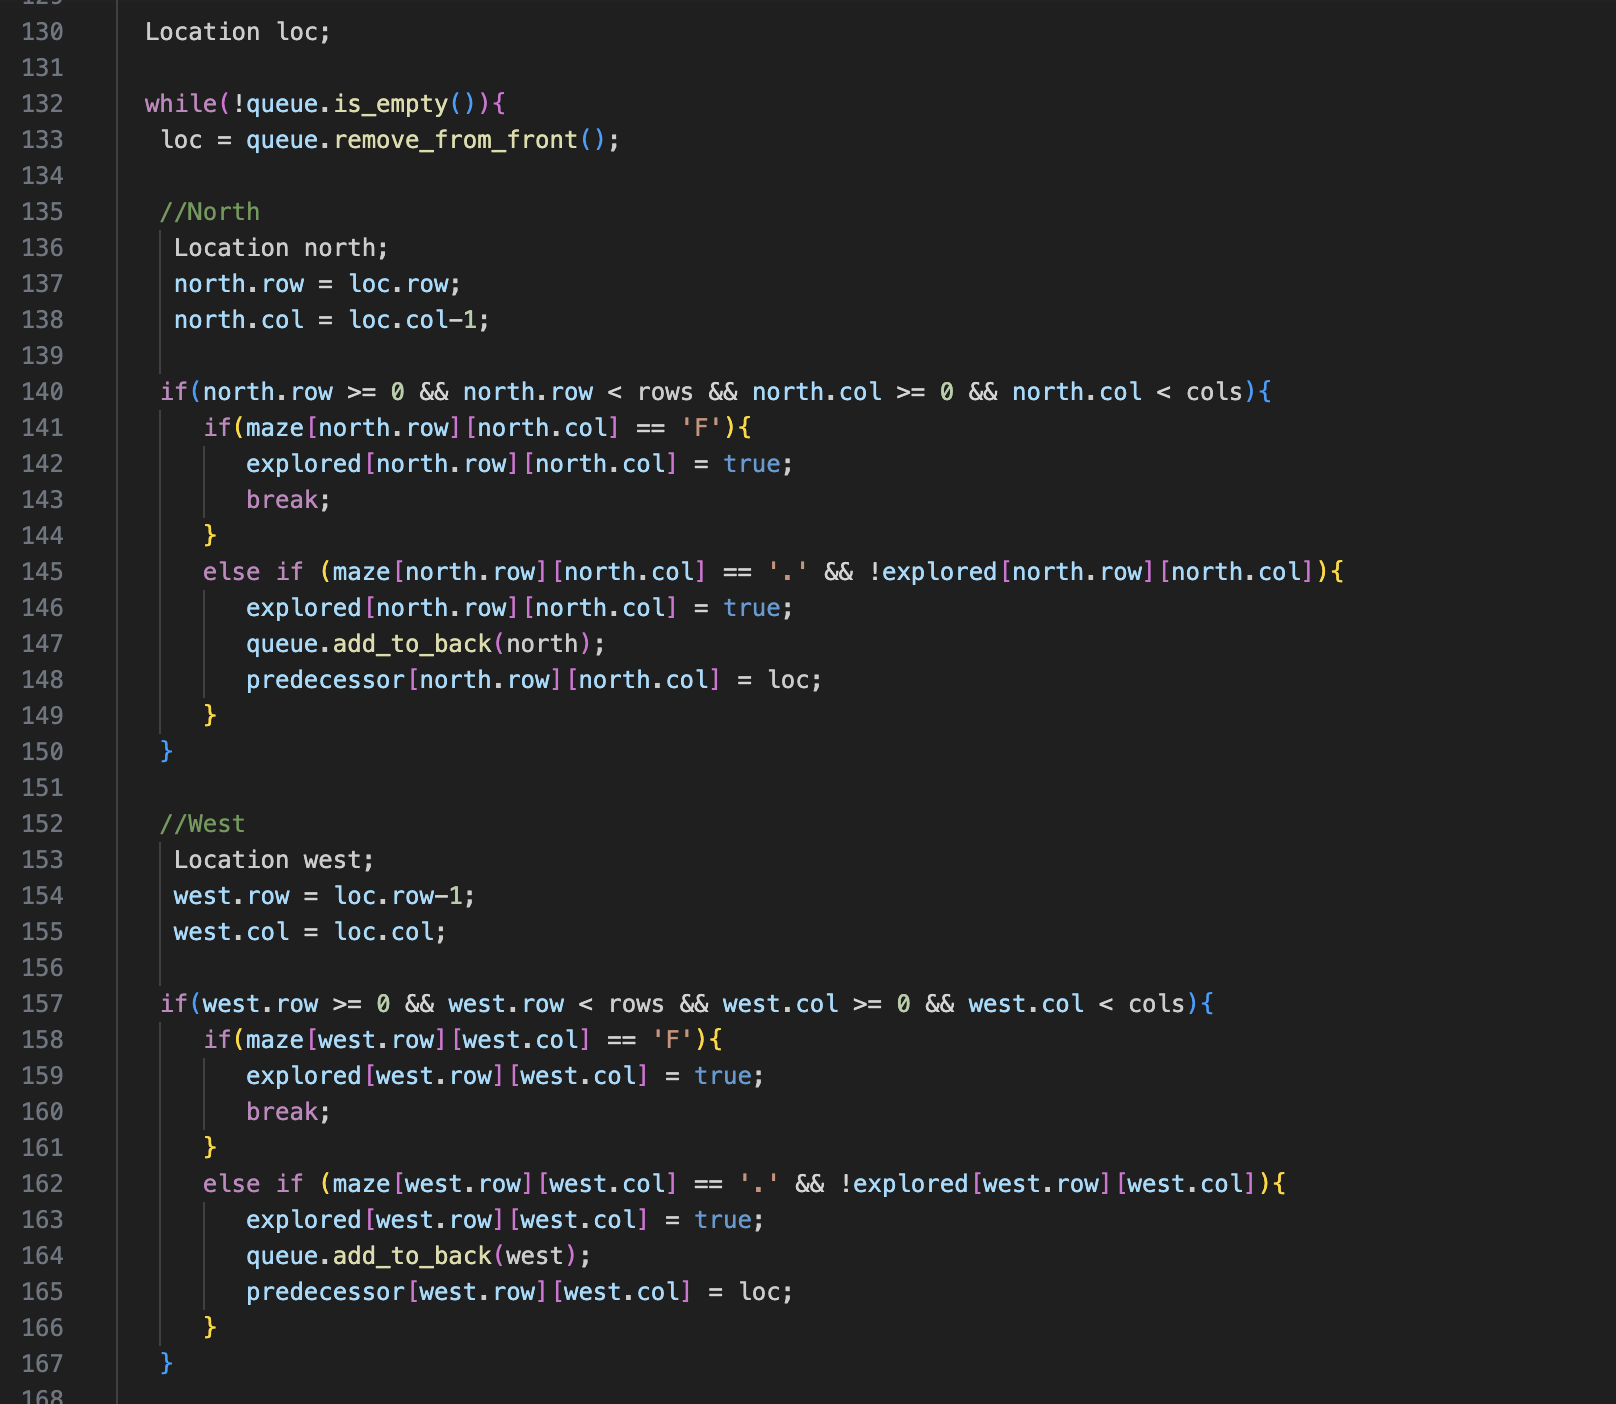 129
130 Location loc;
131
132 while(!queue.is_empty()){
133 loc = queue.remove_from_front();
134
135 //North
136 Location north;
137 north.row = loc.row;
138 north.col = loc.col-1;
139
140 if(north.row >= 0 && north.row < rows && north.col >= 0 && north.col < cols){
141 if(maze[north.row][north.col] == 'F'){
142 explored[north.row][north.col] = true;
143 break;
144 }
145 else if (maze[north.row][north.col] == '.' && !explored[north.row][north.col]){
146 explored[north.row][north.col] = true;
147 queue.add_to_back(north);
148 predecessor[north.row][north.col] = loc;
149 }
150 }
151
152 //West
153 Location west;
154 west.row = loc.row-1;
155 west.col = loc.col;
156
157 if(west.row >= 0 && west.row < rows && west.col >= 0 && west.col < cols){
158 if(maze[west.row][west.col] == 'F'){
159 explored[west.row][west.col] = true;
160 break;
161 }
162 else if (maze[west.row][west.col] == '.' && !explored[west.row][west.col]){
163 explored[west.row][west.col] = true;
164 queue.add_to_back(west);
165 predecessor[west.row][west.col] = loc;
166 }
167 }
168